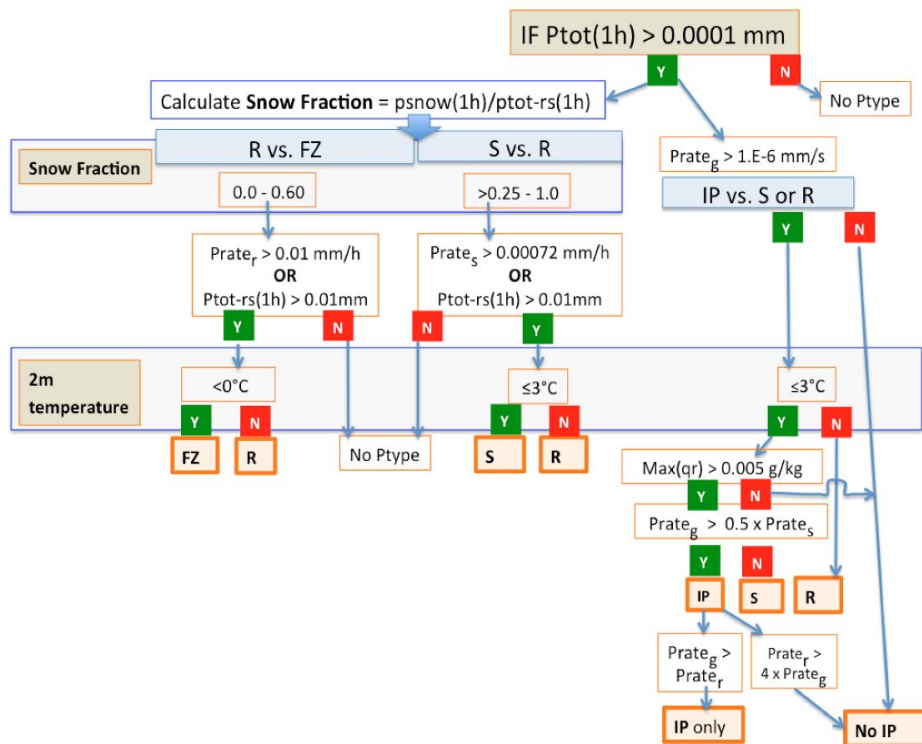 IF Ptot(1h) > 0.0001 mm
Y
N
Calculate Snow Fraction = psnow(1h)/ptot-rs(1h)
No Ptype
R vs. FZ
S vs. R
Prateg > 1.E-6 mm/s
Snow Fraction
0.0 - 0.60
>0.25 - 1.0
IP vs. S or R
Y
N
Prater > 0.01 mm/h
OR
Ptot-rs(1h) > 0.01mm
Y
N
Prates > 0.00072 mm/h
OR
Ptot-rs(1h) > 0.01mm
N
Y
2m
temperature
<0°C
≤3°C
≤3°C
Y
N
Y
N
Y
N
FZ
R
No Ptype
S
R
Max(qr) > 0.005 g/kg
Y
N
Prateg > 0.5 x Prates
Y
N
IP
S
R
Prateg >
Prater
Prater >
4 x Prateg
IP only
No IP